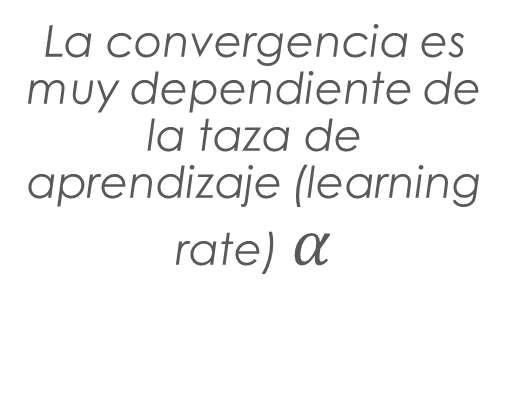 La convergencia es
muy dependiente de
la taza de
aprendizaje (learning
rate) α